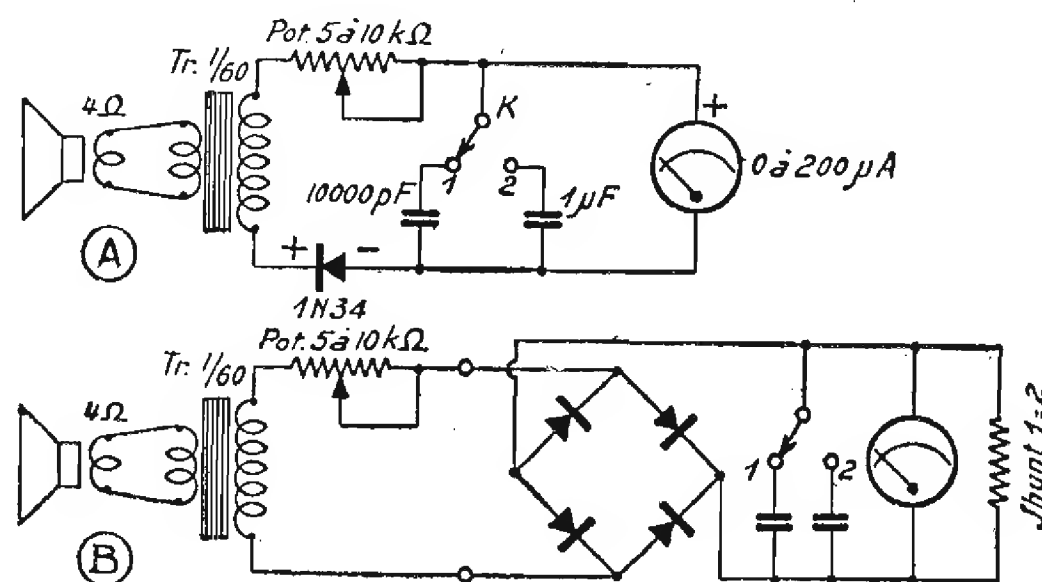 Pot. 5 à 10 kΩ
Tr. 1/60
4Ω
K
+
1
2
0 à 200 µA
10000pF
1µF
A
+ -
1N34
Pot. 5 à 10 kΩ
Tr. 1/60
4Ω
1
2
Shunt 1=2
B